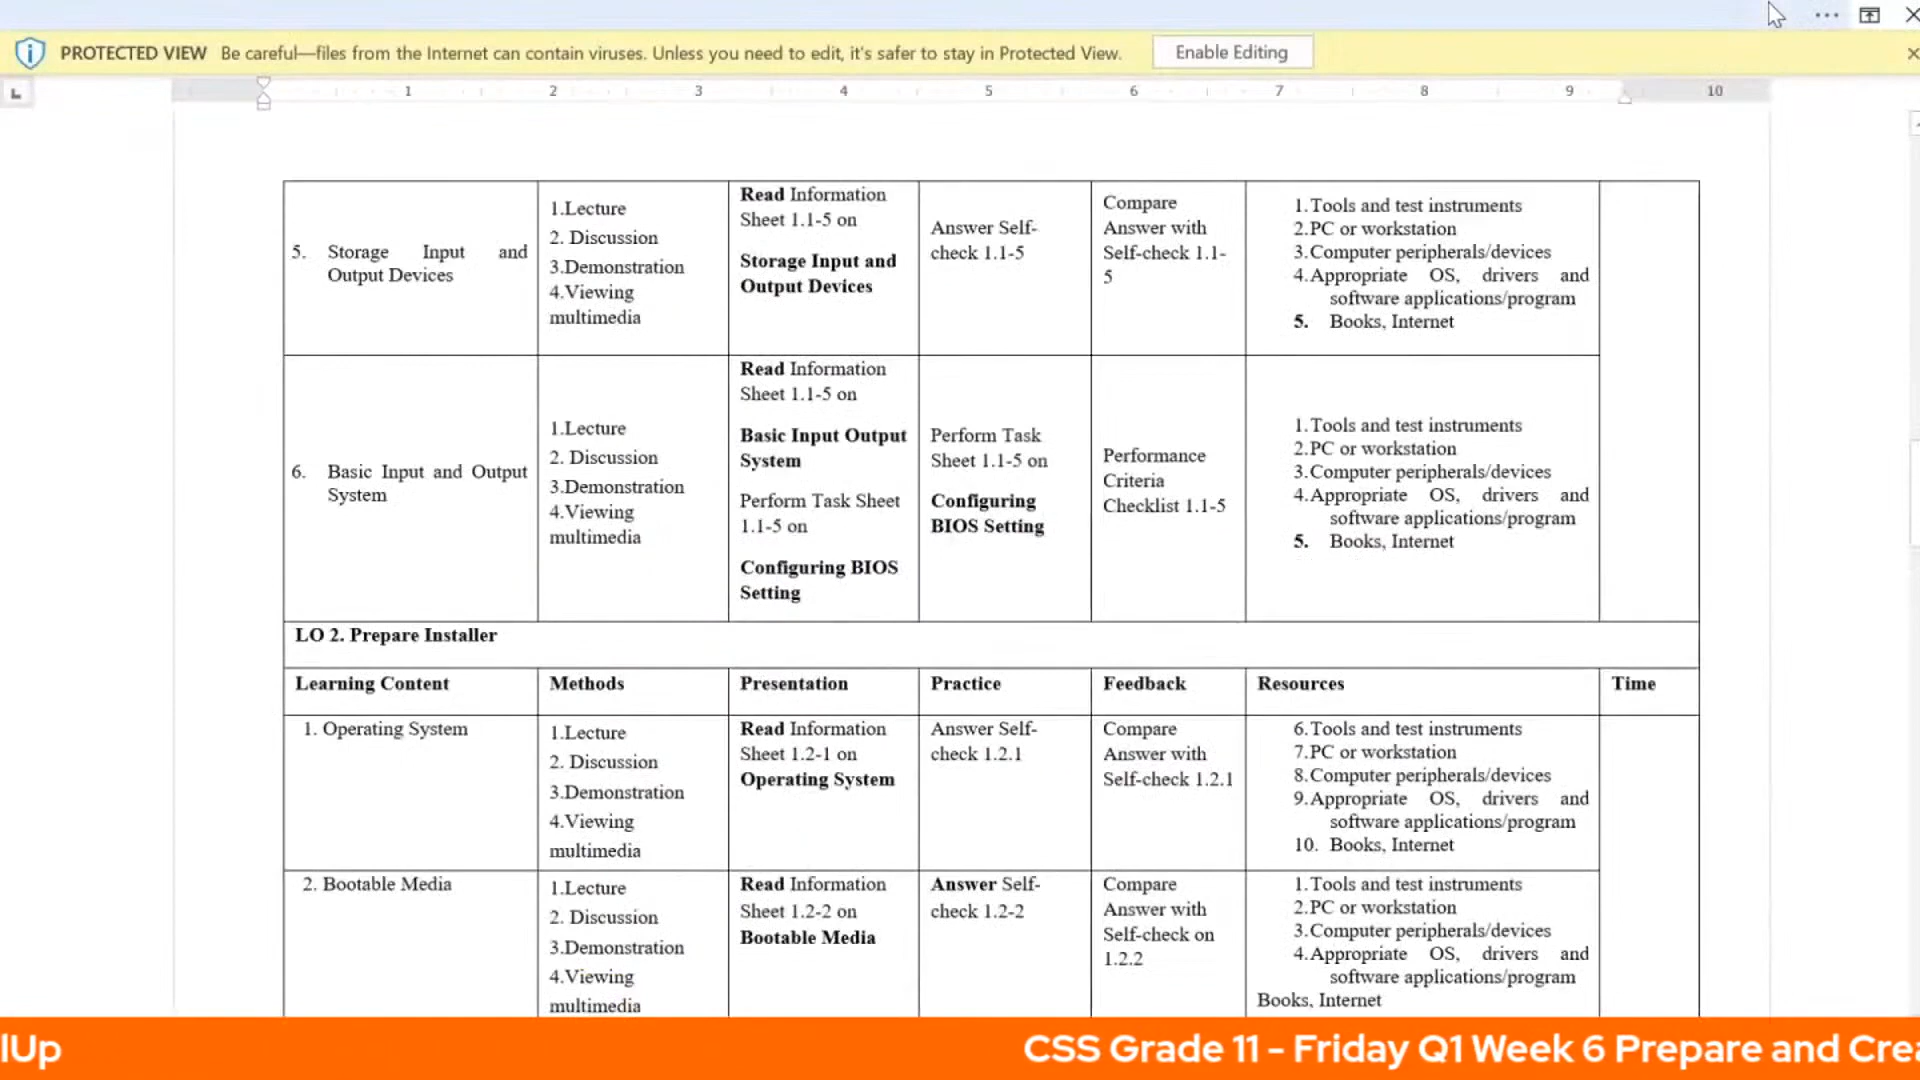 PROTECTED VIEW Be careful—files from the Internet can contain viruses. Unless you need to edit, it's safer to stay in Protected View. Enable Editing
1 2 3 4 5 6 7 8 9 10
5. Storage Input and
Output Devices
1.Lecture
2. Discussion
3.Demonstration
4.Viewing
multimedia
Read Information
Sheet 1.1-5 on
Storage Input and
Output Devices
Answer Self-
check 1.1-5
Compare
Answer with
Self-check 1.1-
5
1.Tools and test instruments
2.PC or workstation
3.Computer peripherals/devices
4.Appropriate OS, drivers and
software applications/program
5. Books, Internet
6. Basic Input and Output
System
1.Lecture
2. Discussion
3.Demonstration
4.Viewing
multimedia
Read Information
Sheet 1.1-5 on
Basic Input Output
System
Perform Task Sheet
1.1-5 on
Configuring BIOS
Setting
Perform Task
Sheet 1.1-5 on
Configuring
BIOS Setting
Performance
Criteria
Checklist 1.1-5
1.Tools and test instruments
2.PC or workstation
3.Computer peripherals/devices
4.Appropriate OS, drivers and
software applications/program
5. Books, Internet
LO 2. Prepare Installer
Learning Content Methods Presentation Practice Feedback Resources Time
1. Operating System
1.Lecture
2. Discussion
3.Demonstration
4.Viewing
multimedia
Read Information
Sheet 1.2-1 on
Operating System
Answer Self-
check 1.2.1
Compare
Answer with
Self-check 1.2.1
6.Tools and test instruments
7.PC or workstation
8.Computer peripherals/devices
9.Appropriate OS, drivers and
software applications/program
10. Books, Internet
2. Bootable Media
1.Lecture
2. Discussion
3.Demonstration
4.Viewing
multimedia
Read Information
Sheet 1.2-2 on
Bootable Media
Answer Self-
check 1.2-2
Compare
Answer with
Self-check on
1.2.2
1.Tools and test instruments
2.PC or workstation
3.Computer peripherals/devices
4.Appropriate OS, drivers and
software applications/program
Books, Internet
lUp CSS Grade 11 - Friday Q1 Week 6 Prepare and Crea